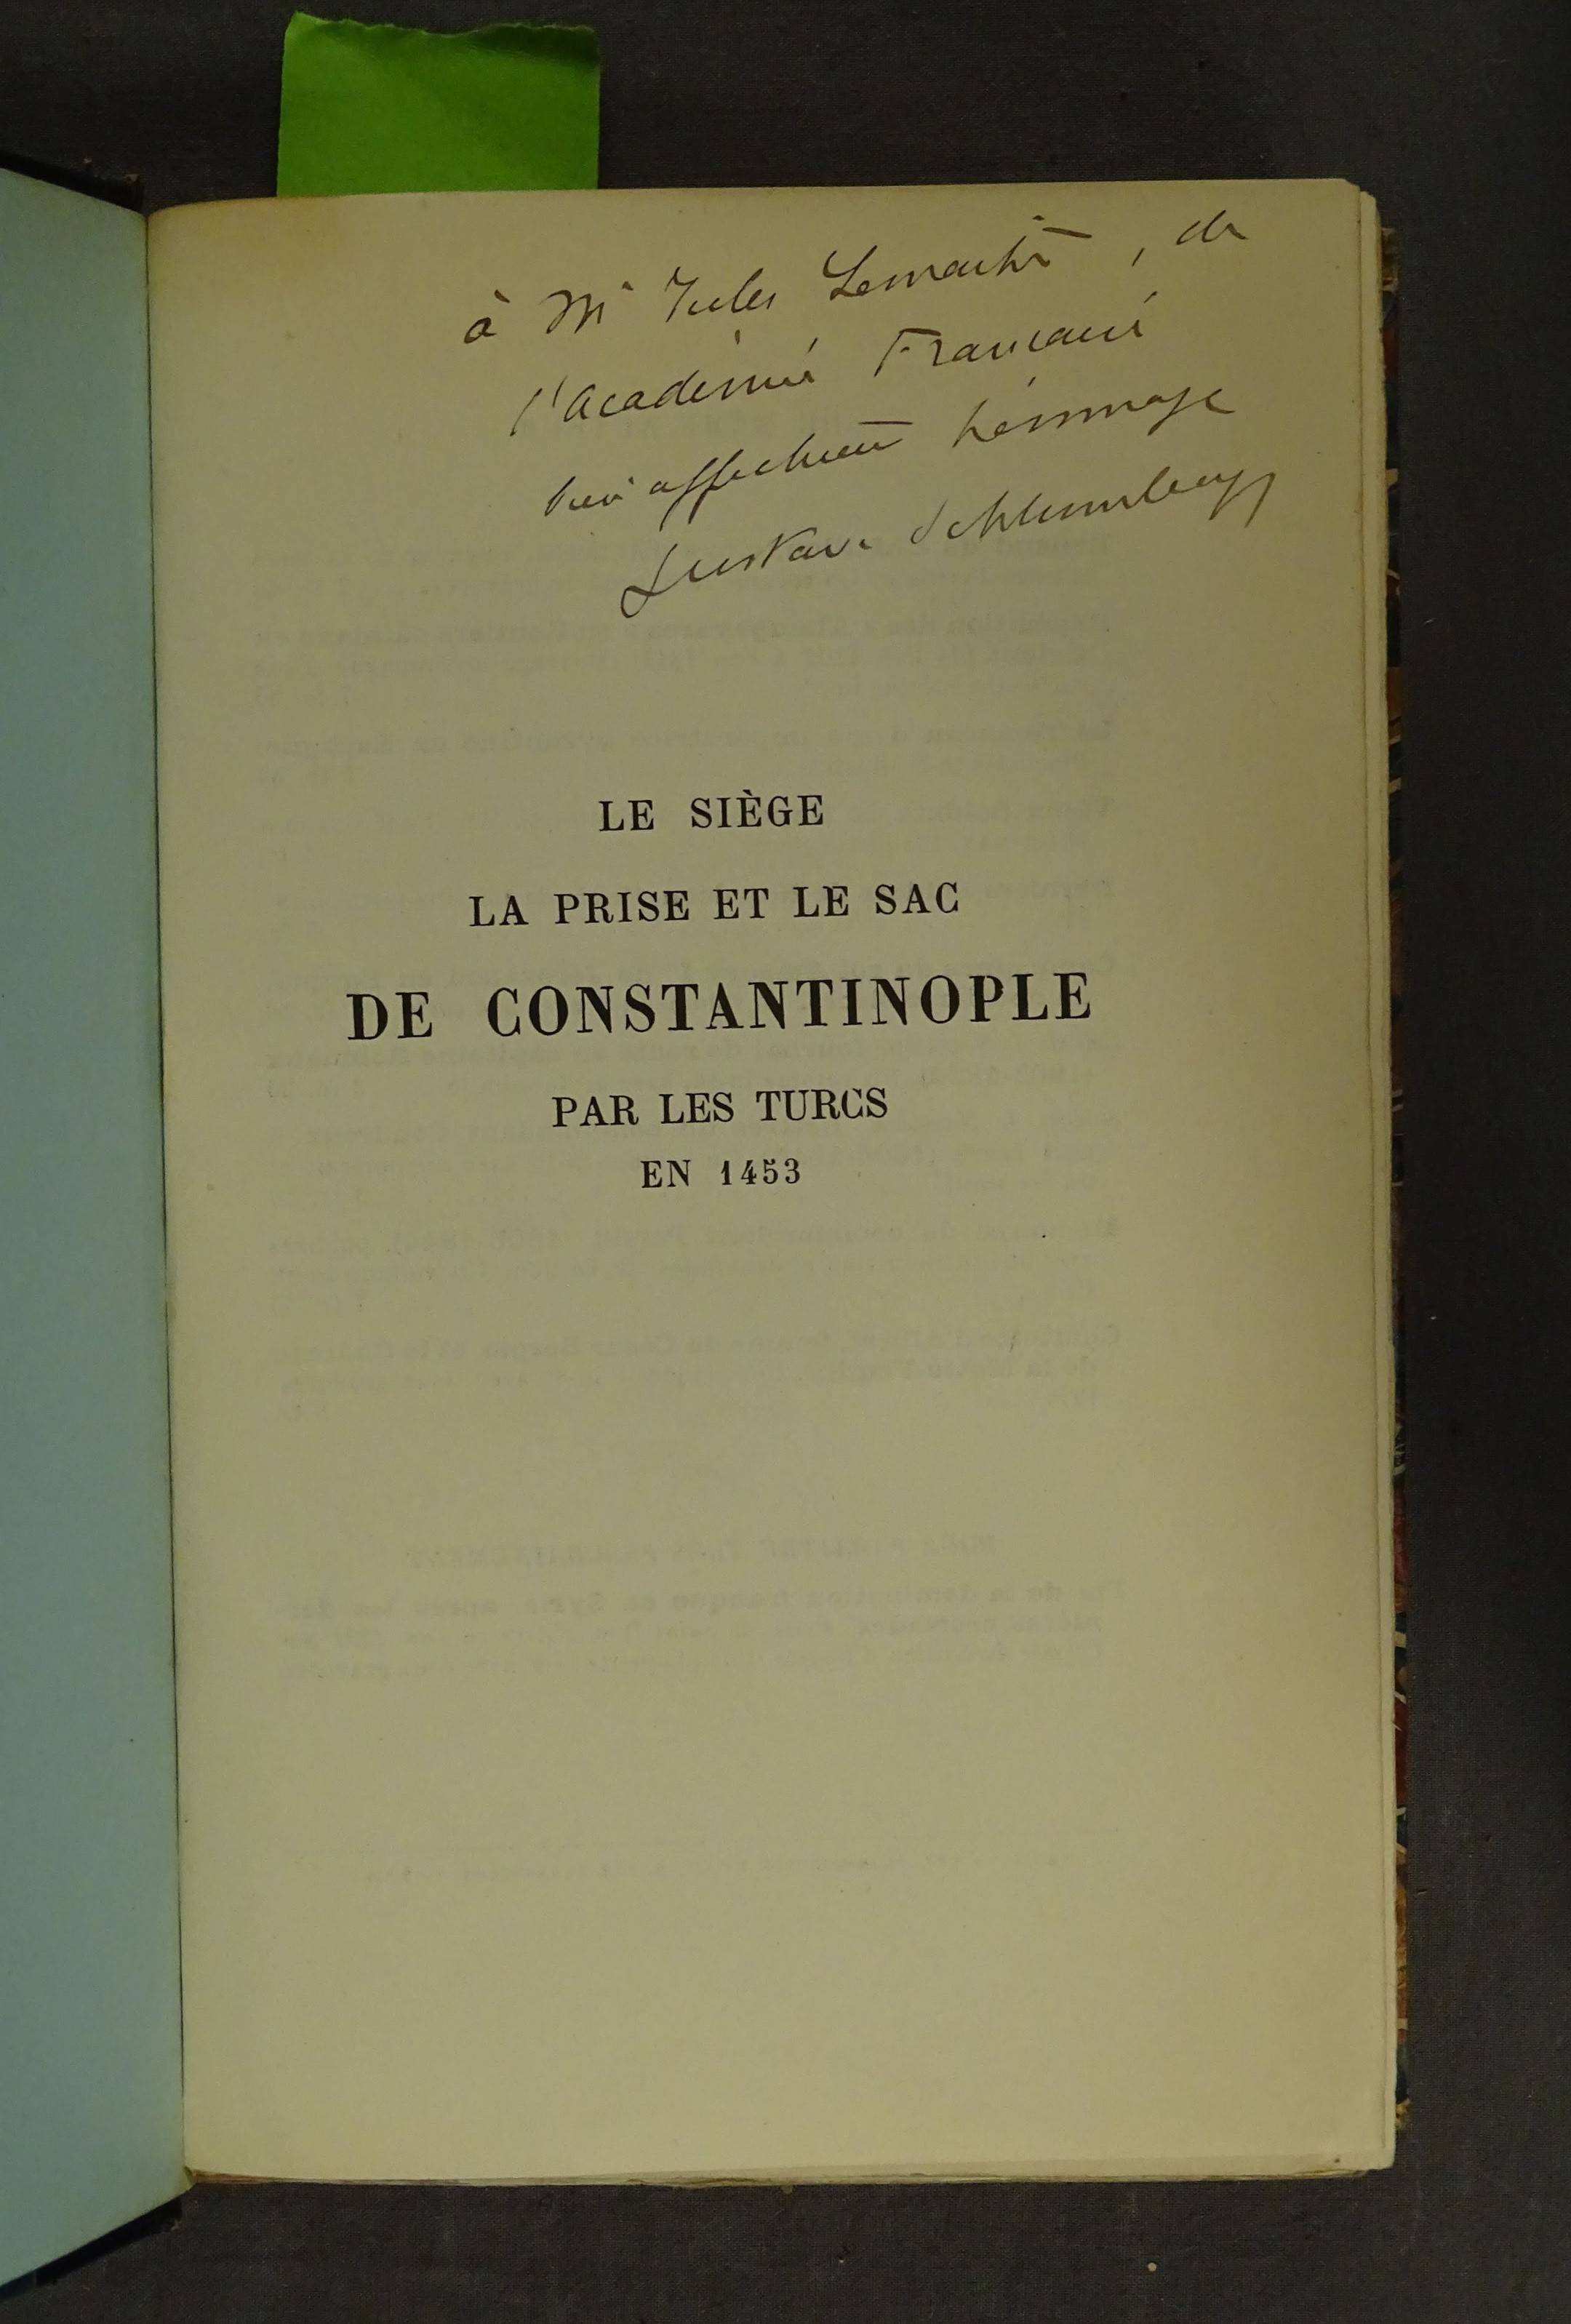 à Mr Jules Lemaître, de
l'Académie Française
bien affectueux hommage
Gustave Schlumberger
LE SIÈGE
LA PRISE ET LE SAC
DE CONSTANTINOPLE
PAR LES TURCS
EN 1453